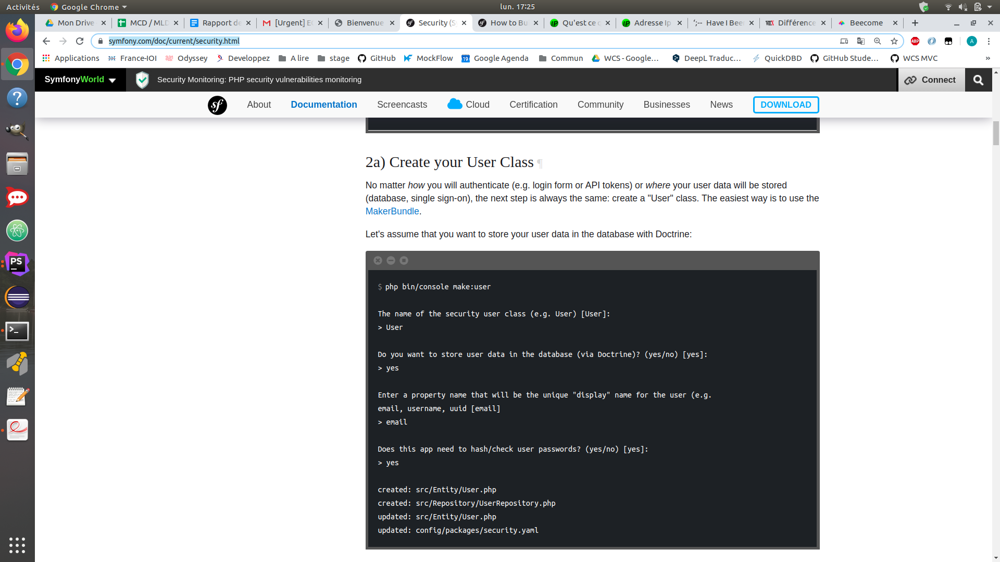 Activités
Google Chrome
lun. 17:25
Mon Drive
MCD / MLD
Rapport de
[Urgent] E
Bienvenue
Security (S
How to Bu
Qu'est ce c
Adresse Ip
Have I Been
WIX Différence
Beecome
symfony.com/doc/current/security.html
ABP
A
Applications
IOI France-IOI
Odyssey
Developpez
A lire
stage
GitHub
MockFlow
19 Google Agenda
Commun
WCS - Google…
DeepL Traduc…
QuickDBD
GitHub Stude…
WCS MVC
»
SymfonyWorld
Security Monitoring: PHP security vulnerabilities monitoring
Connect
sf
About
Documentation
Screencasts
Cloud
Certification
Community
Businesses
News
DOWNLOAD
2a) Create your User Class ¶
No matter how you will authenticate (e.g. login form or API tokens) or where your user data will be stored
(database, single sign-on), the next step is always the same: create a "User" class. The easiest way is to use the
MakerBundle.
Let's assume that you want to store your user data in the database with Doctrine:
$ php bin/console make:user
The name of the security user class (e.g. User) [User]:
> User
Do you want to store user data in the database (via Doctrine)? (yes/no) [yes]:
> yes
Enter a property name that will be the unique "display" name for the user (e.g.
email, username, uuid [email]
> email
Does this app need to hash/check user passwords? (yes/no) [yes]:
> yes
created: src/Entity/User.php
created: src/Repository/UserRepository.php
updated: src/Entity/User.php
updated: config/packages/security.yaml
PS